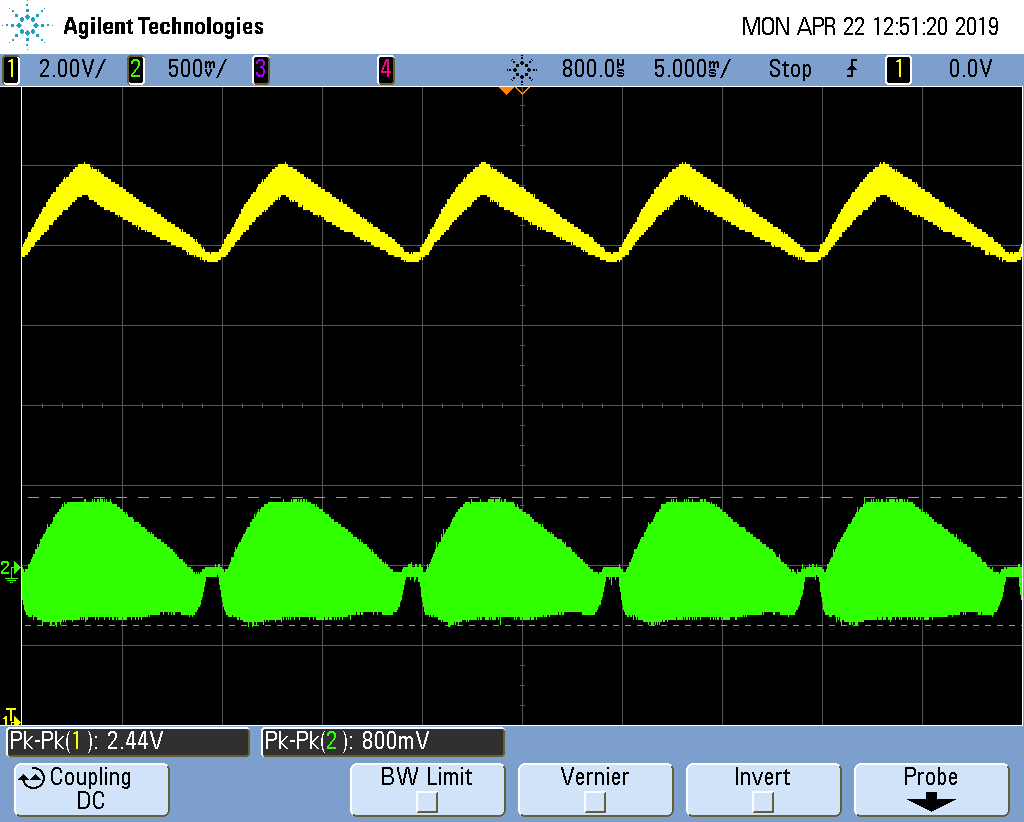 Agilent Technologies MON APR 22 12:51:20 2019
1 2.00V/ 2 500mV/ 3 4 800.0µs 5.000ms/ Stop 1 0.0V
2
T
1
Pk-Pk(1): 2.44V Pk-Pk(2): 800mV
Coupling BW Limit Vernier Invert Probe
DC